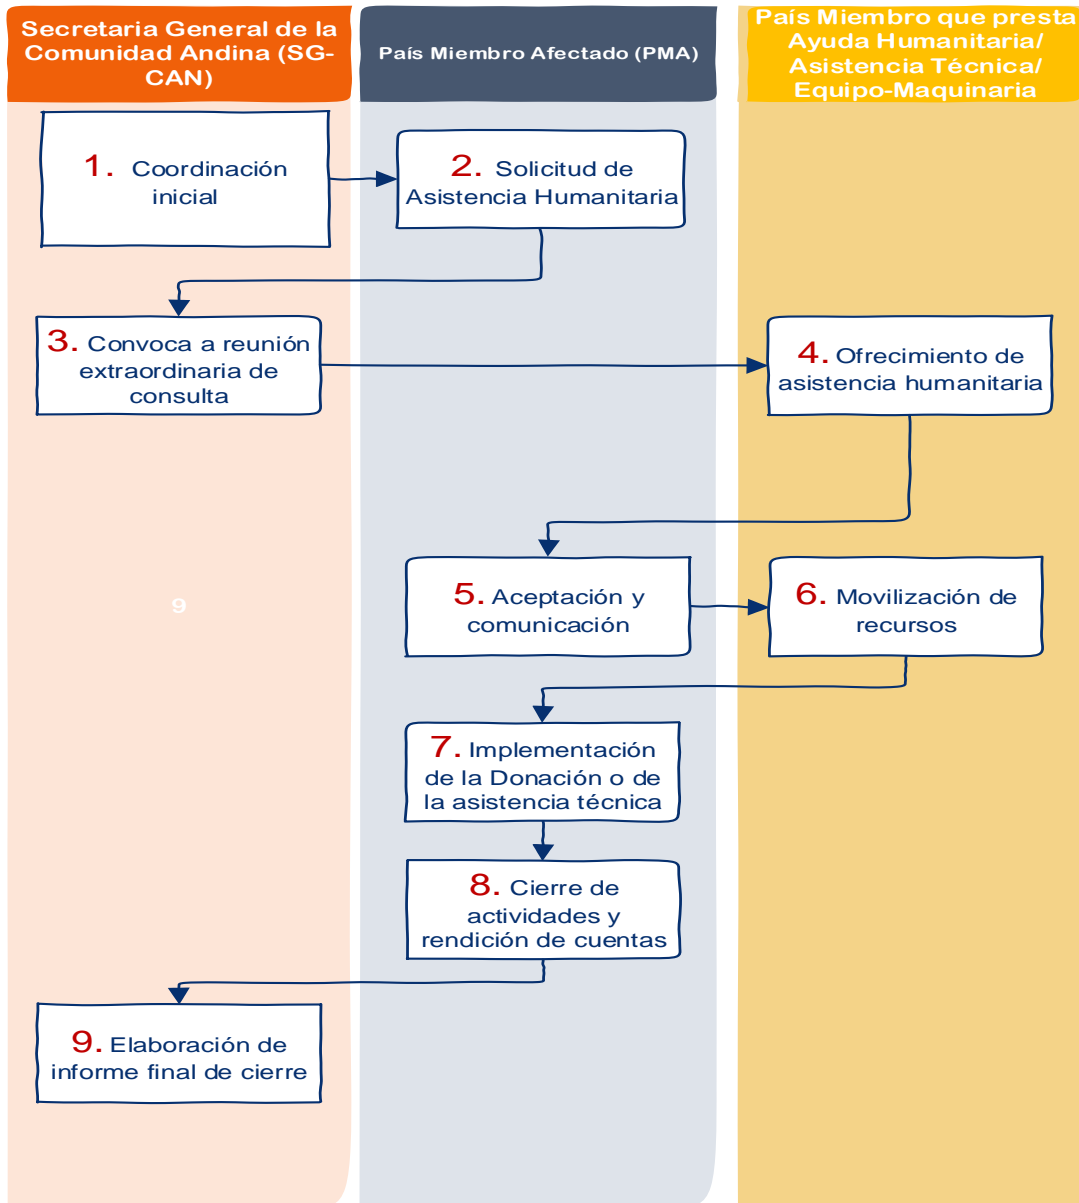 Secretaria General de la
Comunidad Andina (SG-
CAN)
País Miembro Afectado (PMA)
País Miembro que presta
Ayuda Humanitaria/
Asistencia Técnica/
Equipo-Maquinaria
1. Coordinación
inicial
2. Solicitud de
Asistencia Humanitaria
3. Convoca a reunión
extraordinaria de
consulta
4. Ofrecimiento de
asistencia humanitaria
5. Aceptación y
comunicación
6. Movilización de
recursos
9
7. Implementación
de la Donación o de
la asistencia técnica
8. Cierre de
actividades y
rendición de cuentas
9. Elaboración de
informe final de cierre